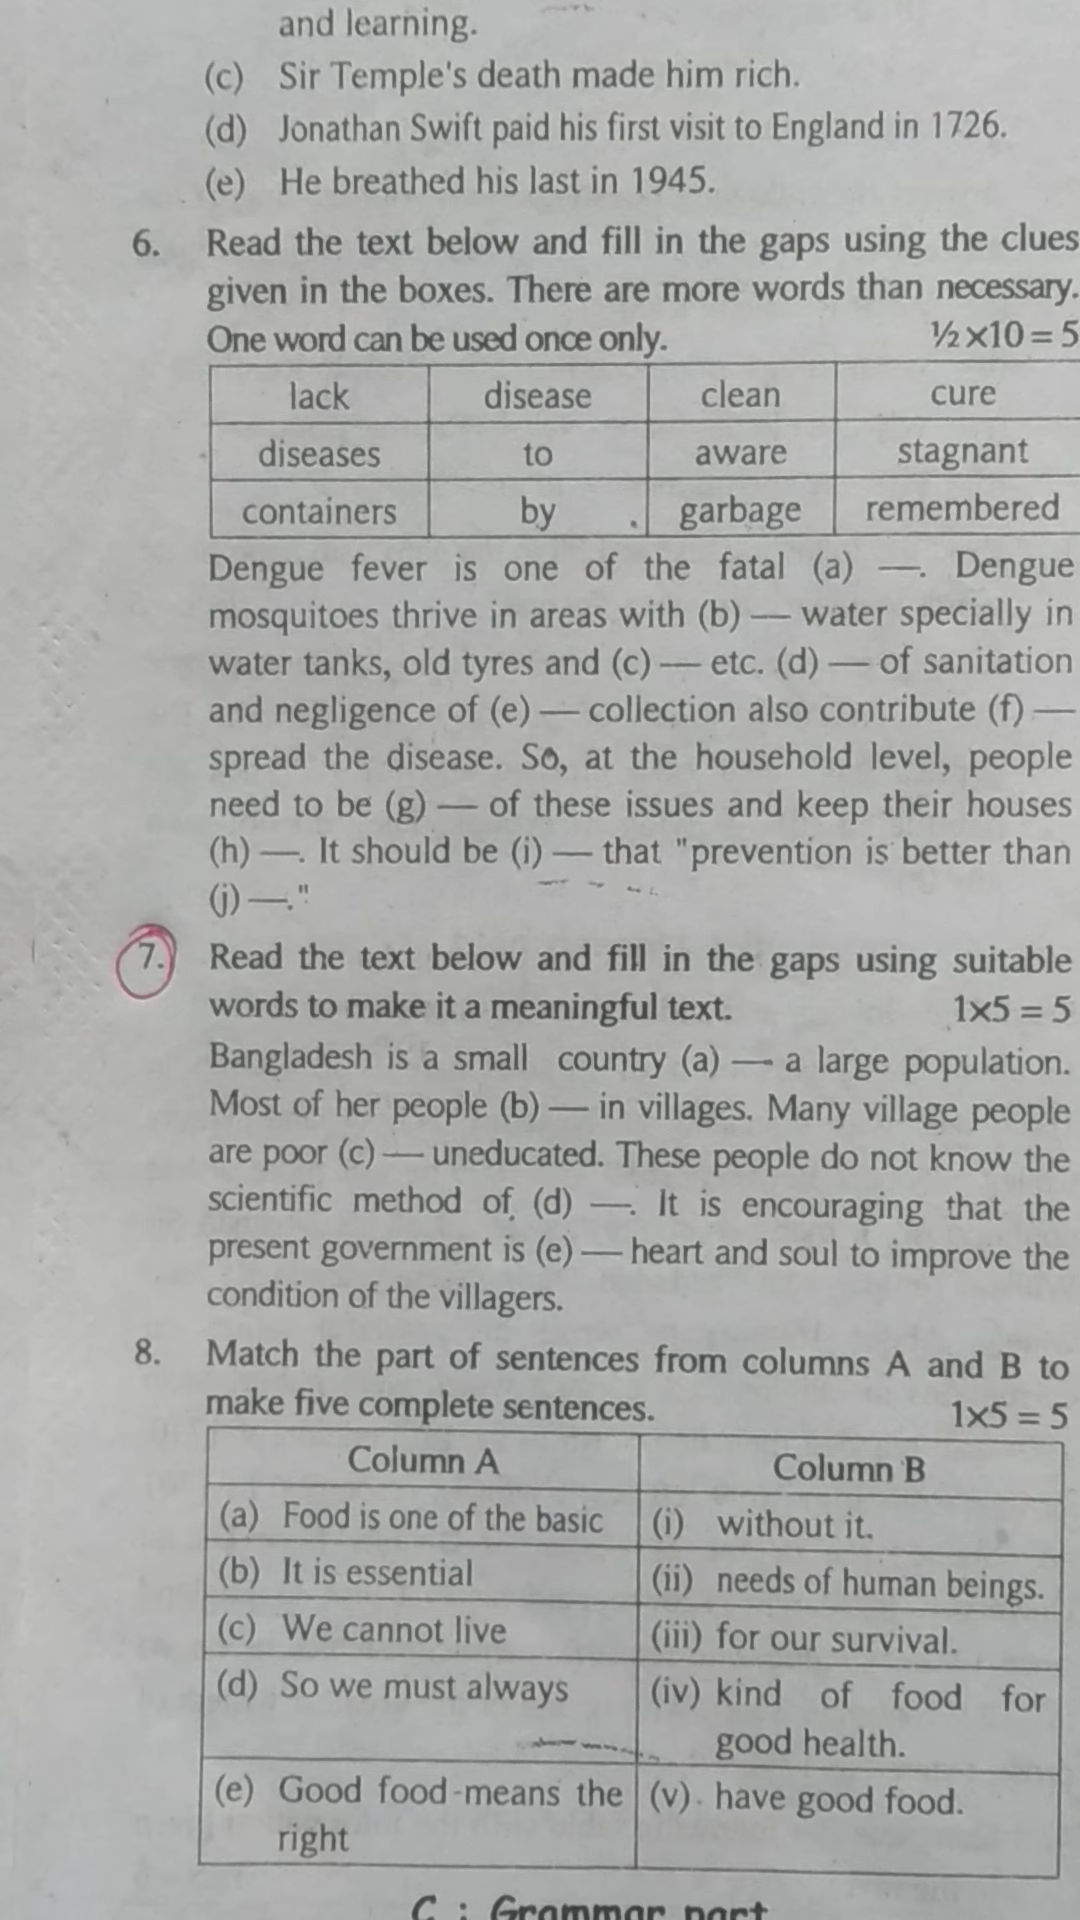 and learning.
(c) Sir Temple's death made him rich.
(d) Jonathan Swift paid his first visit to England in 1726.
(e) He breathed his last in 1945.
6. Read the text below and fill in the gaps using the clues
given in the boxes. There are more words than necessary.
One word can be used once only. ½×10 = 5
lack disease clean cure
diseases to aware stagnant
containers by garbage remembered
Dengue fever is one of the fatal (a) —. Dengue
mosquitoes thrive in areas with (b) — water specially in
water tanks, old tyres and (c) — etc. (d) — of sanitation
and negligence of (e) — collection also contribute (f) —
spread the disease. So, at the household level, people
need to be (g) — of these issues and keep their houses
(h) —. It should be (i) — that "prevention is better than
(j) —."
7. Read the text below and fill in the gaps using suitable
words to make it a meaningful text. 1×5 = 5
Bangladesh is a small country (a) — a large population.
Most of her people (b) — in villages. Many village people
are poor (c) — uneducated. These people do not know the
scientific method of (d) —. It is encouraging that the
present government is (e) — heart and soul to improve the
condition of the villagers.
8. Match the part of sentences from columns A and B to
make five complete sentences. 1×5 = 5
Column A Column B
(a) Food is one of the basic (i) without it.
(b) It is essential (ii) needs of human beings.
(c) We cannot live (iii) for our survival.
(d) So we must always (iv) kind of food for
good health.
(e) Good food means the (v) have good food.
right
C : Grammar part